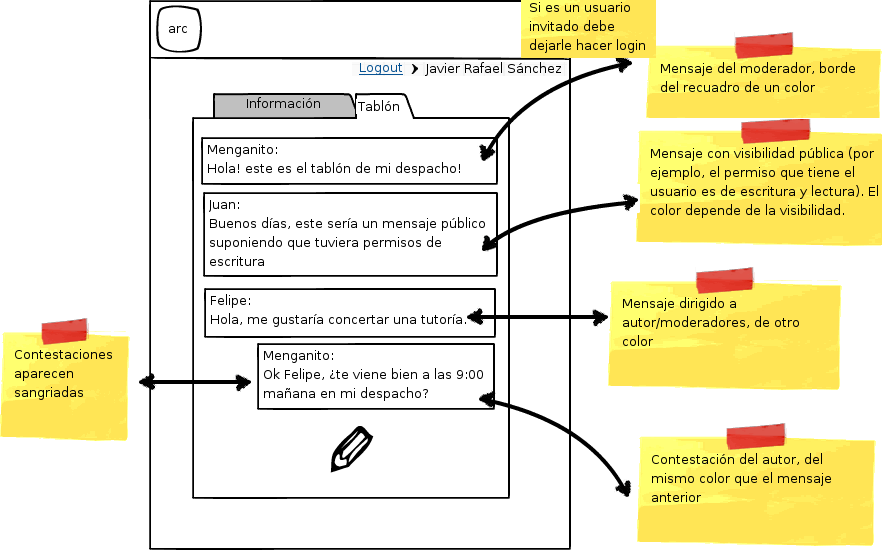 arc
Si es un usuario
invitado debe
dejarle hacer login
Logout Javier Rafael Sánchez
Información
Tablón
Menganito:
Hola! este es el tablón de mi despacho!
Juan:
Buenos días, este sería un mensaje público
suponiendo que tuviera permisos de
escritura
Felipe:
Hola, me gustaría concertar una tutoría.
Menganito:
Ok Felipe, ¿te viene bien a las 9:00
mañana en mi despacho?
Mensaje del moderador, borde
del recuadro de un color
Mensaje con visibilidad pública (por
ejemplo, el permiso que tiene el
usuario es de escritura y lectura). El
color depende de la visibilidad.
Mensaje dirigido a
autor/moderadores, de otro
color
Contestaciones
aparecen
sangriadas
Contestación del autor, del
mismo color que el mensaje
anterior